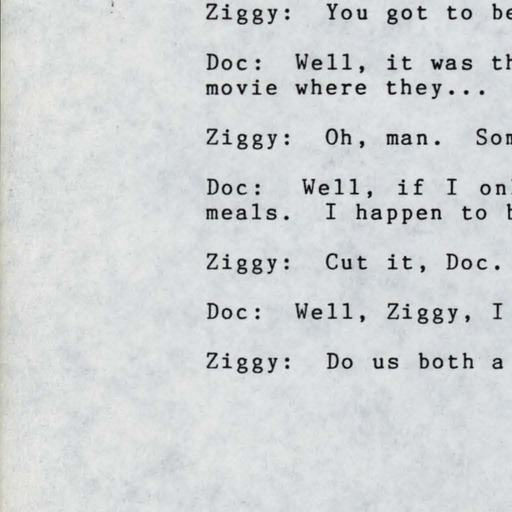 Ziggy:  You got to be
Doc:  Well, it was th
movie where they...
Ziggy:  Oh, man.  Som
Doc:  Well, if I onl
meals.  I happen to b
Ziggy:  Cut it, Doc.
Doc:  Well, Ziggy, I
Ziggy:  Do us both a